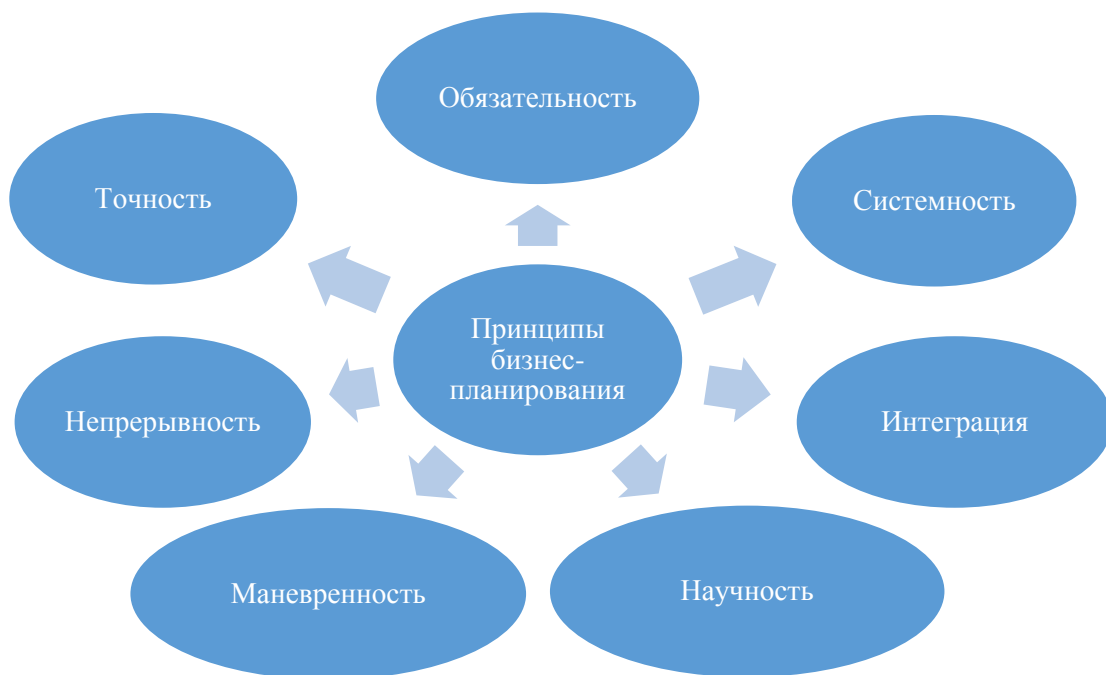 Обязательность
Точность
Системность
Принципы
бизнес-
планирования
Непрерывность
Интеграция
Маневренность
Научность